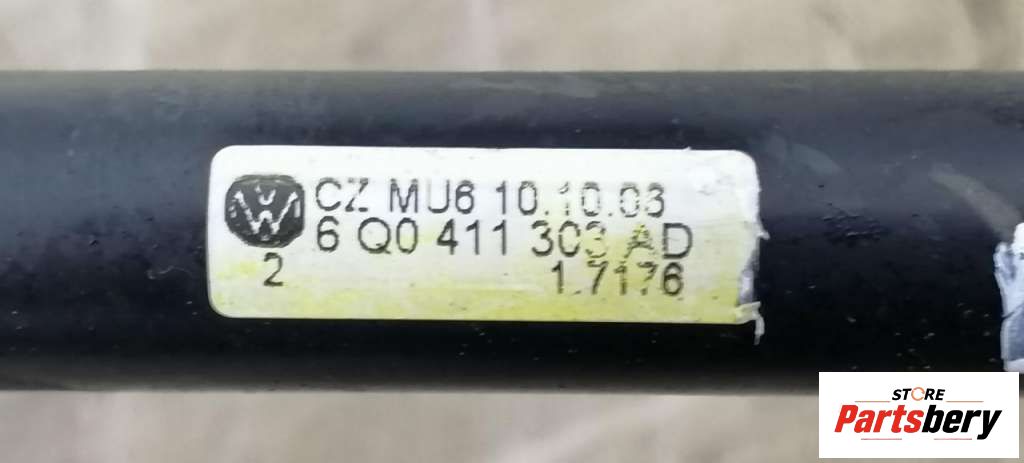 CZ MU6 10.10.03
6 Q0 411 303 AD
2 1.7176
STORE
Partsbery